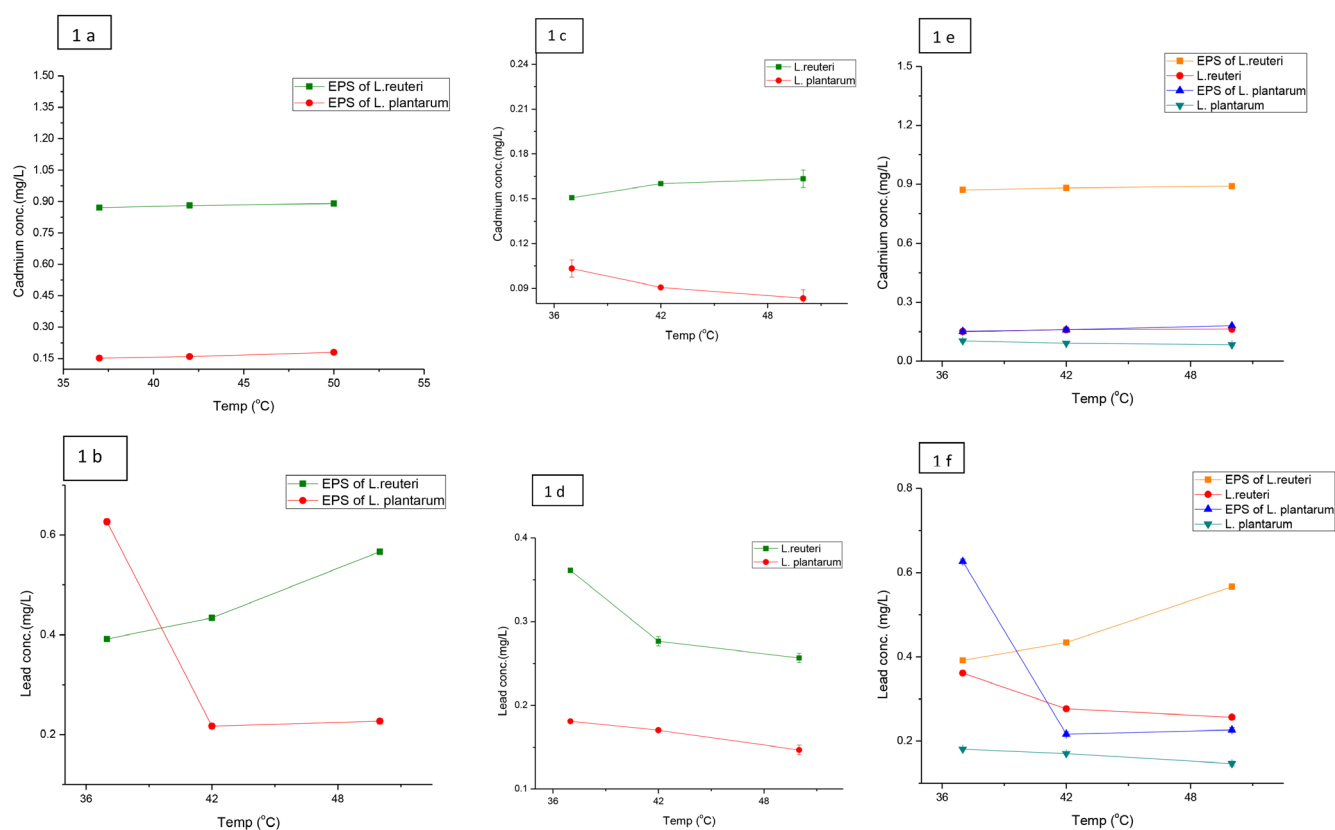 1 a
EPS of L.reuteri
EPS of L. plantarum
Cadmium conc.(mg/L)
1.50
1.35
1.20
1.05
0.90
0.75
0.60
0.45
0.30
0.15
35 40 45 50 55
Temp (°C)
1 c
L.reuteri
L. plantarum
Cadmium conc.(mg/L)
0.24
0.21
0.18
0.15
0.12
0.09
36 42 48
Temp (°C)
1 e
EPS of L.reuteri
L.reuteri
EPS of L. plantarum
L. plantarum
Cadmium conc.(mg/L)
1.5
1.2
0.9
0.6
0.3
0.0
36 42 48
Temp (°C)
1 b
EPS of L.reuteri
EPS of L. plantarum
Lead conc.(mg/L)
0.6
0.4
0.2
36 42 48
Temp (°C)
1 d
L.reuteri
L. plantarum
Lead conc.(mg/L)
0.4
0.3
0.2
0.1
36 42 48
Temp (°C)
1 f
EPS of L.reuteri
L.reuteri
EPS of L. plantarum
L. plantarum
Lead conc. (mg/L)
0.8
0.6
0.4
0.2
36 42 48
Temp (°C)